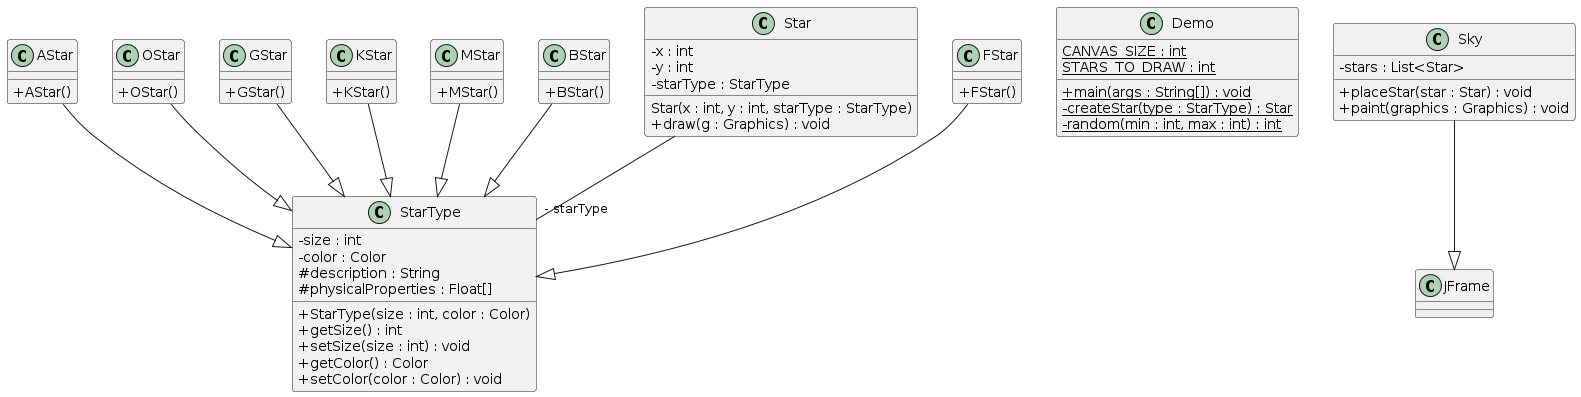 C AStar
+AStar()
C OStar
+OStar()
C GStar
+GStar()
C KStar
+KStar()
C MStar
+MStar()
C BStar
+BStar()
C Star
-x : int
-y : int
-starType : StarType
Star(x : int, y : int, starType : StarType)
+draw(g : Graphics) : void
C FStar
+FStar()
C Demo
CANVAS_SIZE : int
STARS_TO_DRAW : int
+main(args : String[]) : void
-createStar(type : StarType) : Star
-random(min : int, max : int) : int
C Sky
-stars : List<Star>
+placeStar(star : Star) : void
+paint(graphics : Graphics) : void
- starType
C StarType
-size : int
-color : Color
#description : String
#physicalProperties : Float[]
+StarType(size : int, color : Color)
+getSize() : int
+setSize(size : int) : void
+getColor() : Color
+setColor(color : Color) : void
C JFrame